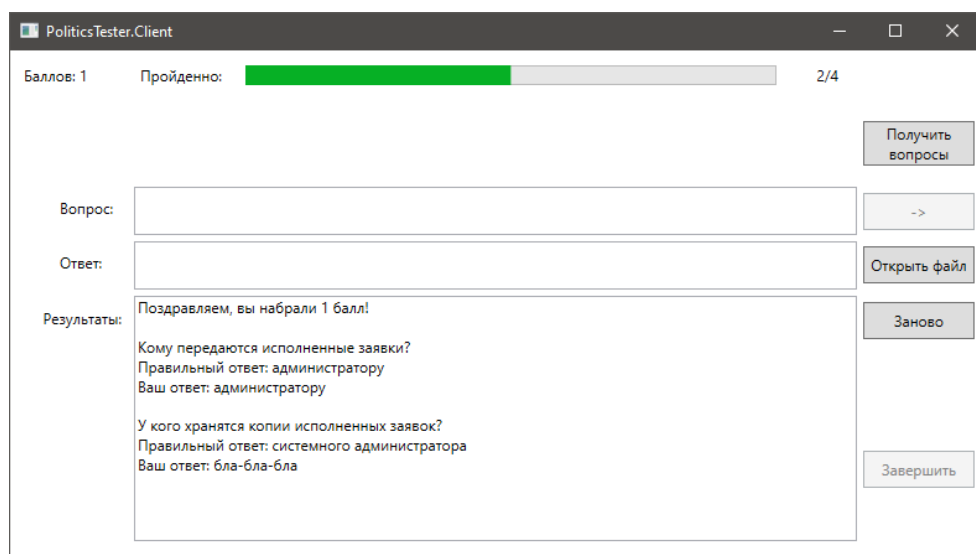 PoliticsTester.Client
Баллов: 1 Пройденно: 2/4
Получить
вопросы
Вопрос:
->
Ответ:
Открыть файл
Результаты:
Заново
Поздравляем, вы набрали 1 балл!
Кому передаются исполненные заявки?
Правильный ответ: администратору
Ваш ответ: администратору
У кого хранятся копии исполненных заявок?
Правильный ответ: системного администратора
Ваш ответ: бла-бла-бла
Завершить